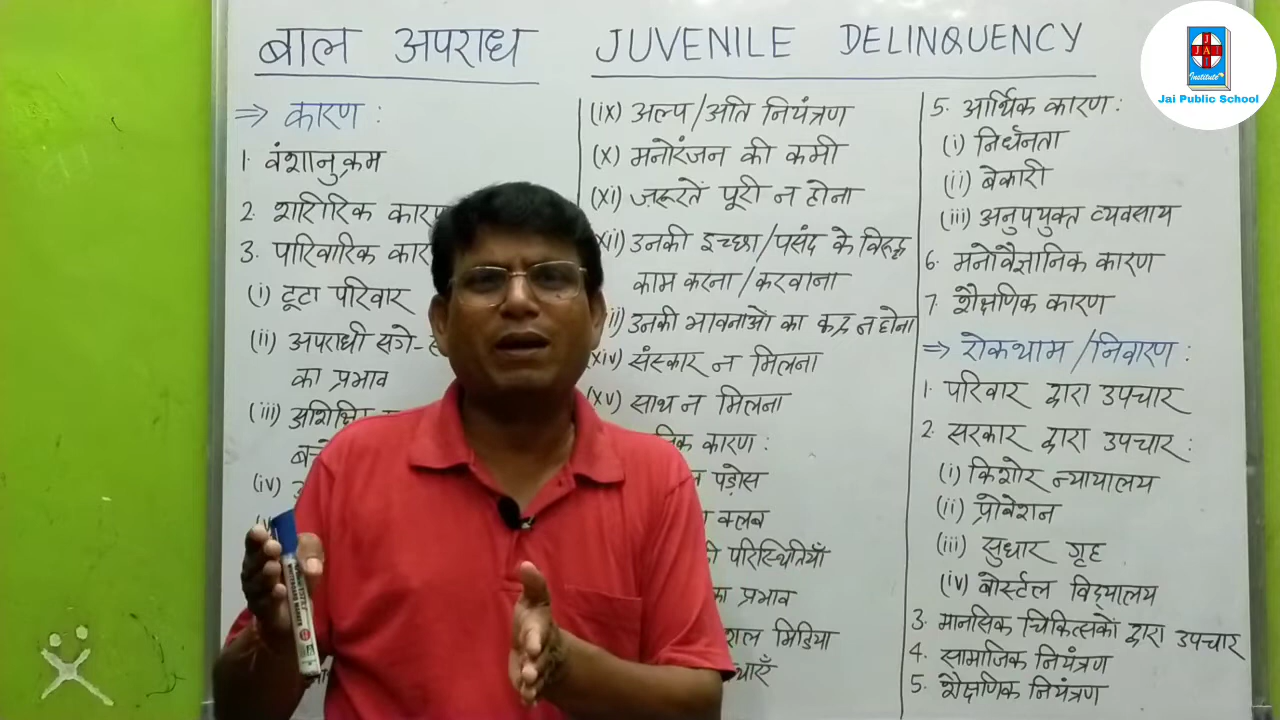 बाल अपराध
JUVENILE DELINQUENCY
⇒ कारण :
1. वंशानुक्रम
2. शारीरिक
3. पारिवारिक
(i) टूटा परिवार
(ii) अपराधी सगे-
का प्रभाव
(iii)
(iv)
(ix) अल्प/अति नियंत्रण
(x) मनोरंजन की कमी
(xi) जरूरतें पूरी न होना
उनकी इच्छा/पसंद के विरूद्ध
काम करना/करवाना
उनकी भावनाओं का कद्र न होना
(xiv) संस्कार न मिलना
(xv) साथ न मिलना
कारण :
पड़ोस
क्लब
परिस्थितियाँ
प्रभाव
मिडिया
5. आर्थिक कारण :
(i) निर्धनता
(ii) बेकारी
(iii) अनुपयुक्त व्यवसाय
6. मनोवैज्ञानिक कारण
7. शैक्षणिक कारण
⇒ रोकथाम/निवारण :
1. परिवार द्वारा उपचार
2. सरकार द्वारा उपचार :
(i) किशोर न्यायालय
(ii) प्रोबेशन
(iii) सुधार गृह
(iv) बोर्स्टल विद्यालय
3. मानसिक चिकित्सकों द्वारा उपचार
4. सामाजिक नियंत्रण
5. शैक्षणिक नियंत्रण
J
JAI
I
Institute
Jai Public School